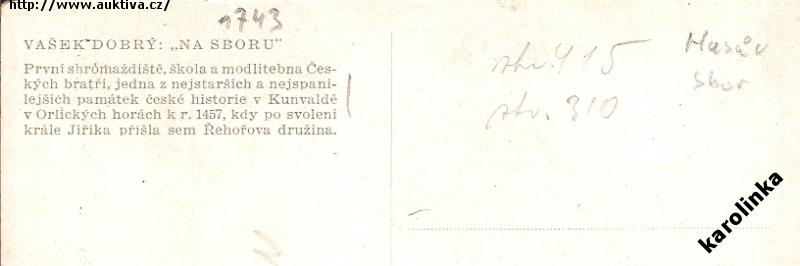 http://www.auktiva.cz/
1743
VAŠEK DOBRÝ: „NA SBORU"
První shromaždiště, škola a modlitebna Čes-
kých bratří, jedna z nejstarších a nejspani-
lejších památek české historie v Kunvaldě
v Orlických horách k r. 1457, kdy po svolení
krále Jiříka přišla sem Řehořova družina.
str. 415
str. 310
Husův
sbor
karolinka